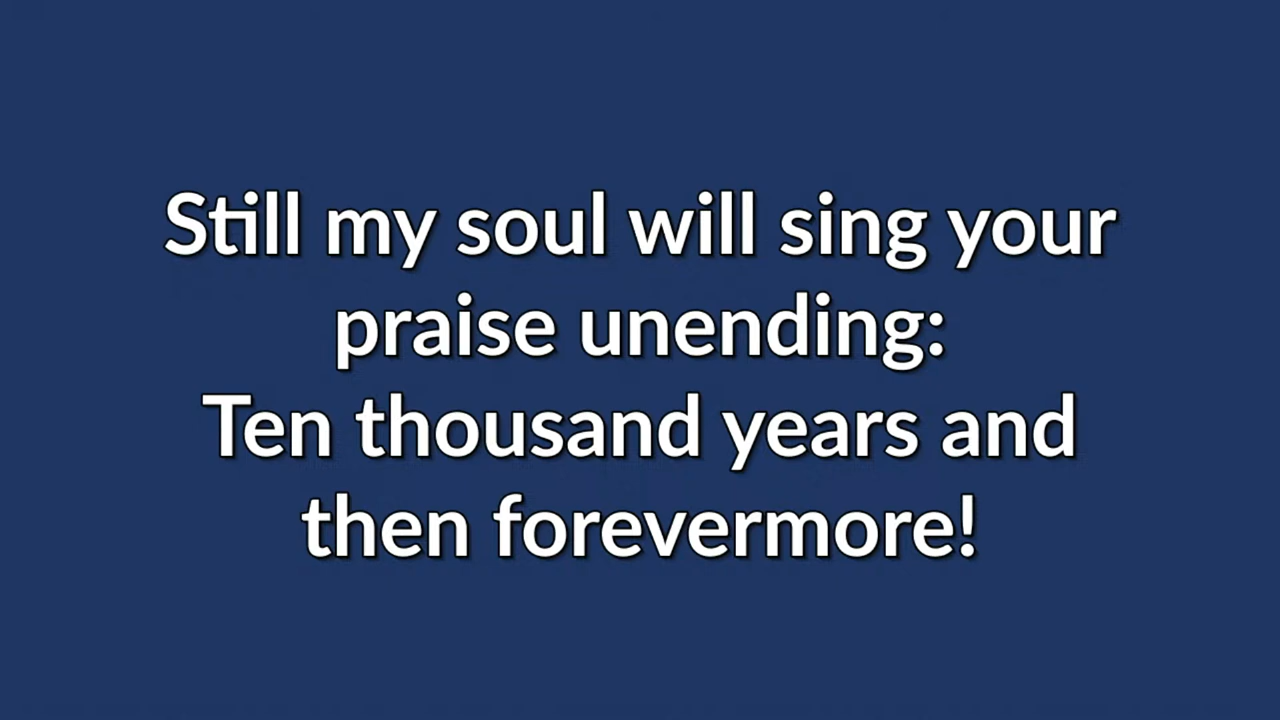 Still my soul will sing your
praise unending:
Ten thousand years and
then forevermore!